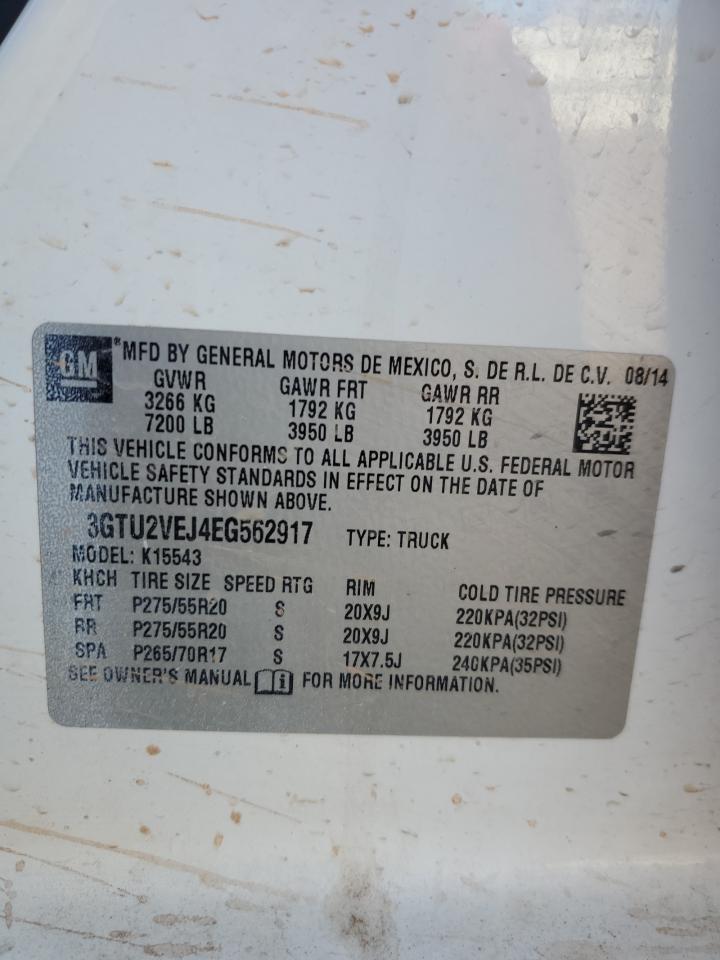 GM ® MFD BY GENERAL MOTORS DE MEXICO, S. DE R.L. DE C.V. 08/14
GVWR GAWR FRT GAWR RR
3266 KG 1792 KG 1792 KG
7200 LB 3950 LB 3950 LB
THIS VEHICLE CONFORMS TO ALL APPLICABLE U.S. FEDERAL MOTOR
VEHICLE SAFETY STANDARDS IN EFFECT ON THE DATE OF
MANUFACTURE SHOWN ABOVE.
3GTU2VEJ4EG562917 TYPE: TRUCK
MODEL: K15543
KHCH TIRE SIZE SPEED RTG RIM COLD TIRE PRESSURE
FRT P275/55R20 S 20X9J 220KPA(32PSI)
RR P275/55R20 S 20X9J 220KPA(32PSI)
SPA P265/70R17 S 17X7.5J 240KPA(35PSI)
SEE OWNER'S MANUAL i FOR MORE INFORMATION.